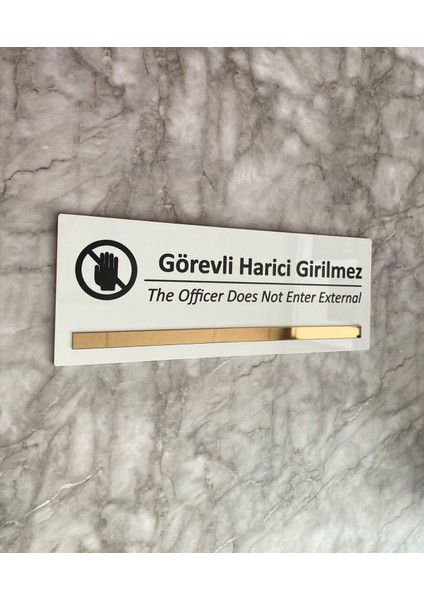 Görevli Harici Girilmez
The Officer Does Not Enter External